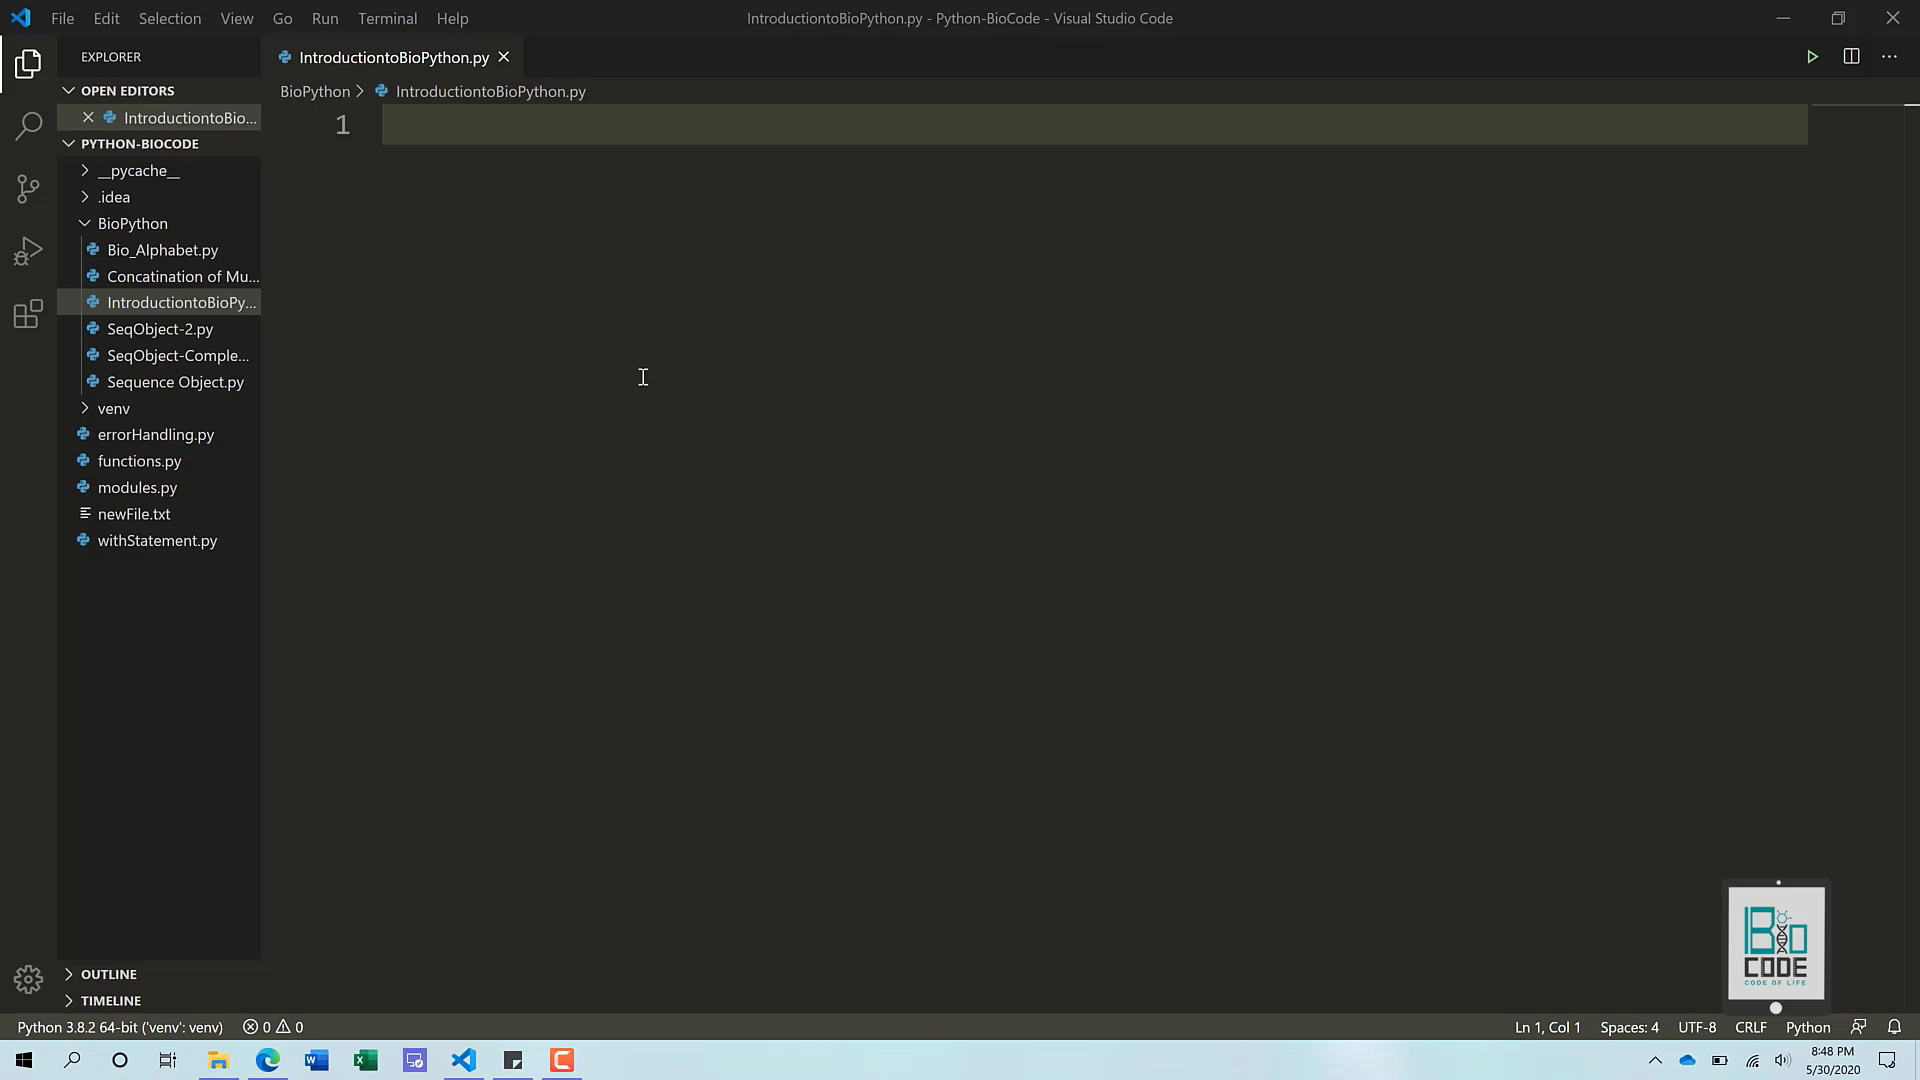 File Edit Selection View Go Run Terminal Help
IntroductiontoBioPython.py - Python-BioCode - Visual Studio Code
EXPLORER
IntroductiontoBioPython.py
OPEN EDITORS
BioPython > IntroductiontoBioPython.py
IntroductiontoBio...
1
PYTHON-BIOCODE
__pycache__
.idea
BioPython
Bio_Alphabet.py
Concatination of Mu...
IntroductiontoBioPy...
SeqObject-2.py
SeqObject-Comple...
Sequence Object.py
venv
errorHandling.py
functions.py
modules.py
newFile.txt
withStatement.py
Bio
CODE
CODE OF LIFE
OUTLINE
TIMELINE
Python 3.8.2 64-bit ('venv': venv) 0 0
Ln 1, Col 1 Spaces: 4 UTF-8 CRLF Python
8:48 PM
5/30/2020